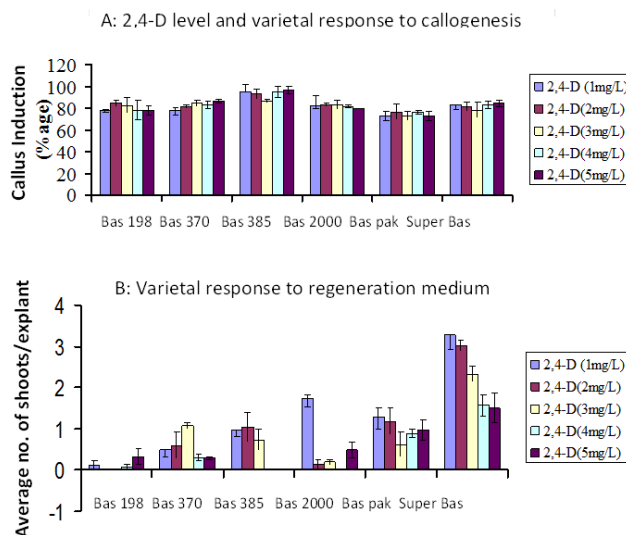 A: 2,4-D level and varietal response to callogenesis
Callus Induction
(% age)
120
100
80
60
40
20
0
Bas 198 Bas 370 Bas 385 Bas 2000 Bas pak Super Bas
2,4-D (1mg/L)
2,4-D(2mg/L)
2,4-D(3mg/L)
2,4-D(4mg/L)
2,4-D(5mg/L)
B: Varietal response to regeneration medium
Average no. of shoots/explant
4
3
2
1
0
-1
Bas 198 Bas 370 Bas 385 Bas 2000 Bas pak Super Bas
2,4-D (1mg/L)
2,4-D(2mg/L)
2,4-D(3mg/L)
2,4-D(4mg/L)
2,4-D(5mg/L)